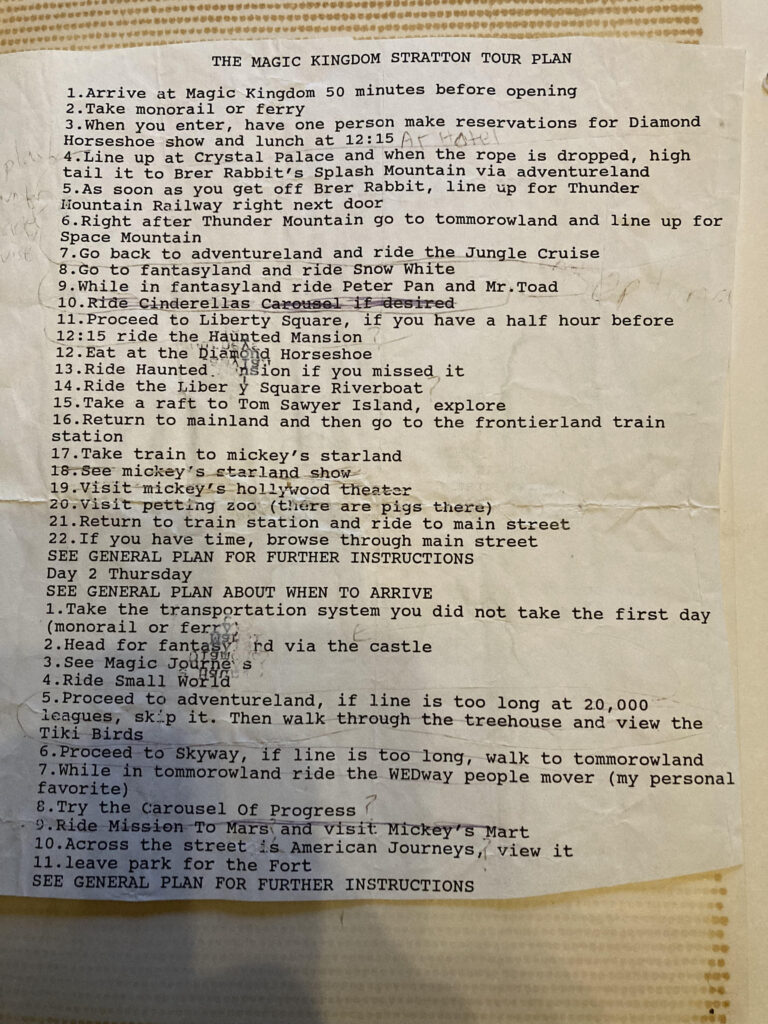 THE MAGIC KINGDOM STRATTON TOUR PLAN
1.Arrive at Magic Kingdom 50 minutes before opening
2.Take monorail or ferry
3.When you enter, have one person make reservations for Diamond
Horseshoe show and lunch at 12:15 At Hotel
4.Line up at Crystal Palace and when the rope is dropped, high
tail it to Brer Rabbit's Splash Mountain via adventureland
5.As soon as you get off Brer Rabbit, line up for Thunder
Mountain Railway right next door
6.Right after Thunder Mountain go to tommorowland and line up for
Space Mountain
7.Go back to adventureland and ride the Jungle Cruise
8.Go to fantasyland and ride Snow White
9.While in fantasyland ride Peter Pan and Mr.Toad
10.Ride Cinderellas Carousel if desired
11.Proceed to Liberty Square, if you have a half hour before
12:15 ride the Haunted Mansion ?
12.Eat at the Diamond Horseshoe
13.Ride Haunted nsion if you missed it
14.Ride the Liber y Square Riverboat ?
15.Take a raft to Tom Sawyer Island, explore
16.Return to mainland and then go to the frontierland train
station
17.Take train to mickey's starland
18.See mickey's starland show
19.Visit mickey's hollywood theater
20.Visit petting zoo (there are pigs there)
21.Return to train station and ride to main street
22.If you have time, browse through main street
SEE GENERAL PLAN FOR FURTHER INSTRUCTIONS
Day 2 Thursday
SEE GENERAL PLAN ABOUT WHEN TO ARRIVE
1.Take the transportation system you did not take the first day
(monorail or ferry)
2.Head for fantasy rd via the castle
3.See Magic Journe s
4.Ride Small World
5.Proceed to adventureland, if line is too long at 20,000
leagues, skip it. Then walk through the treehouse and view the
Tiki Birds
6.Proceed to Skyway, if line is too long, walk to tommorowland
7.While in tommorowland ride the WEDway people mover (my personal
favorite)
8.Try the Carousel Of Progress ?
9.Ride Mission To Mars and visit Mickey's Mart
10.Across the street is American Journeys, view it
11.leave park for the Fort
SEE GENERAL PLAN FOR FURTHER INSTRUCTIONS